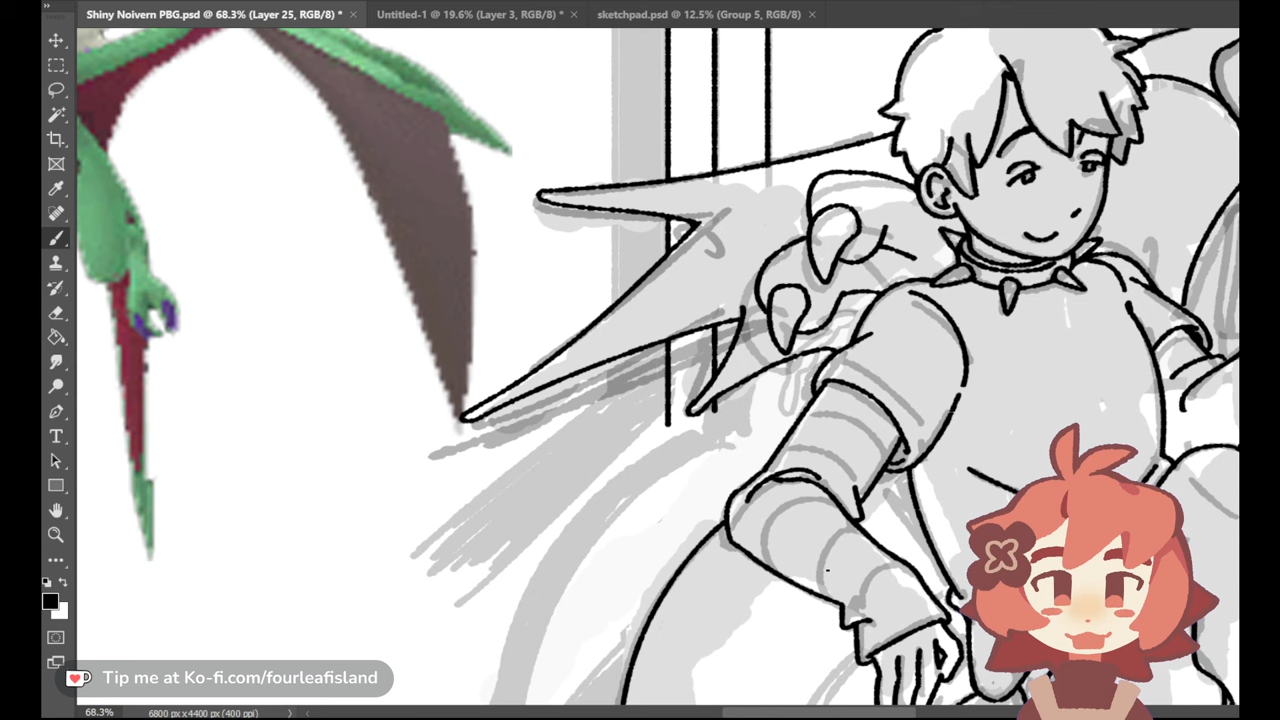 Shiny Noivern PBG.psd @ 68.3% (Layer 25, RGB/8) *
Untitled-1 @ 19.6% (Layer 3, RGB/8) *
sketchpad.psd @ 12.5% (Group 5, RGB/8)
Tip me at Ko-fi.com/fourleafisland
68.3%
6800 px x 4400 px (400 ppi)